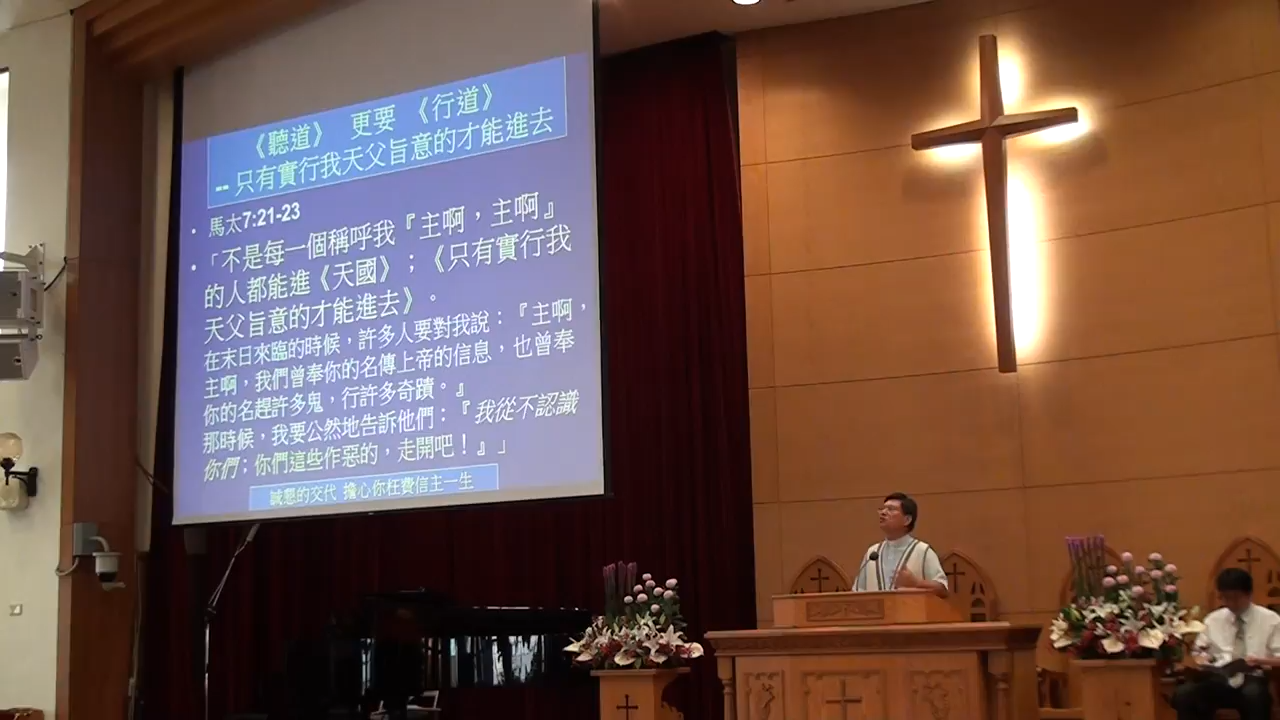 《聽道》 更要 《行道》
-- 只有實行我天父旨意的才能進去
• 馬太7:21-23
• 「不是每一個稱呼我『主啊，主啊』
的人都能進《天國》；《只有實行我
天父旨意的才能進去》。
在末日來臨的時候，許多人要對我說：『主啊，
主啊，我們曾奉你的名傳上帝的信息，也曾奉
你的名趕許多鬼，行許多奇蹟。』
那時候，我要公然地告訴他們：『我從不認識
你們；你們這些作惡的，走開吧！』」
誠懇的交代 擔心你枉費信主一生